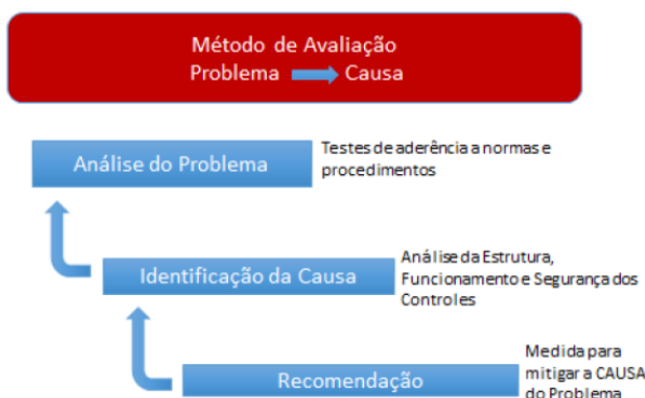 Método de Avaliação
Problema Causa
Análise do Problema
Testes de aderência a normas e
procedimentos
Identificação da Causa
Análise da Estrutura,
Funcionamento e Segurança dos
Controles
Recomendação
Medida para
mitigar a CAUSA
do Problema